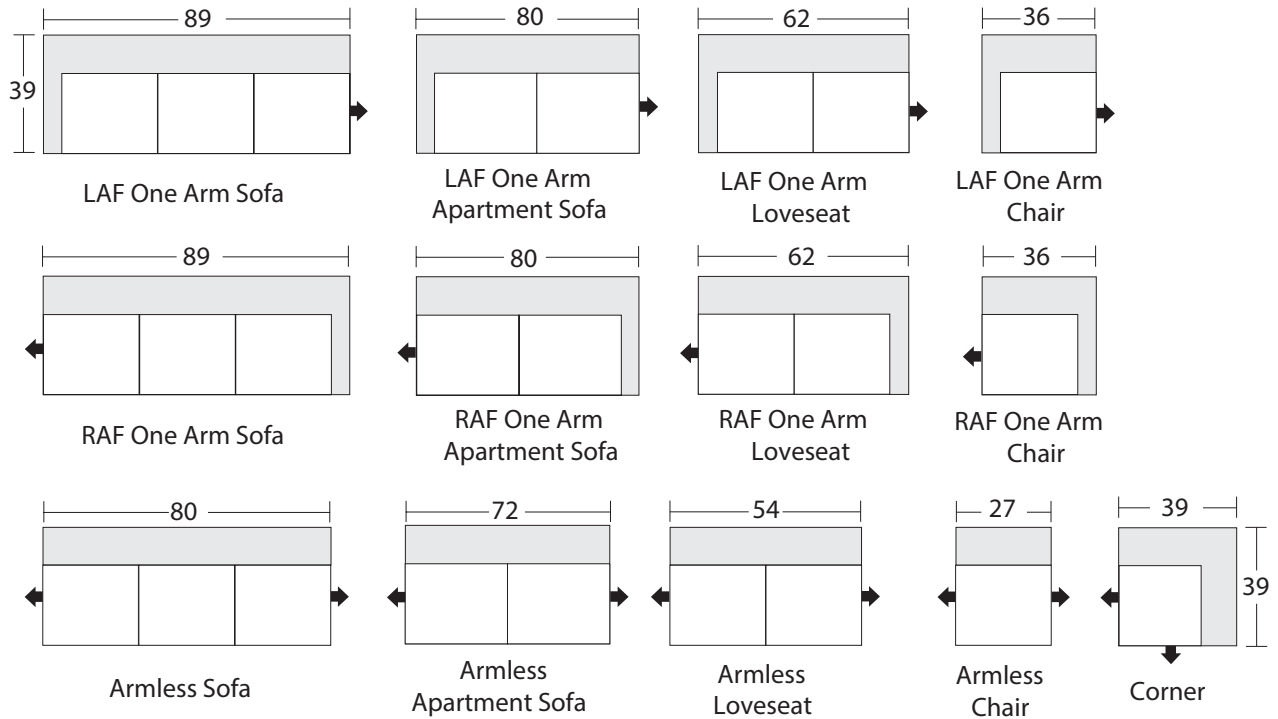 89
80
62
36
39
LAF One Arm Sofa
LAF One Arm
Apartment Sofa
LAF One Arm
Loveseat
LAF One Arm
Chair
89
80
62
36
RAF One Arm Sofa
RAF One Arm
Apartment Sofa
RAF One Arm
Loveseat
RAF One Arm
Chair
80
72
54
27
39
39
Armless Sofa
Armless
Apartment Sofa
Armless
Loveseat
Armless
Chair
Corner